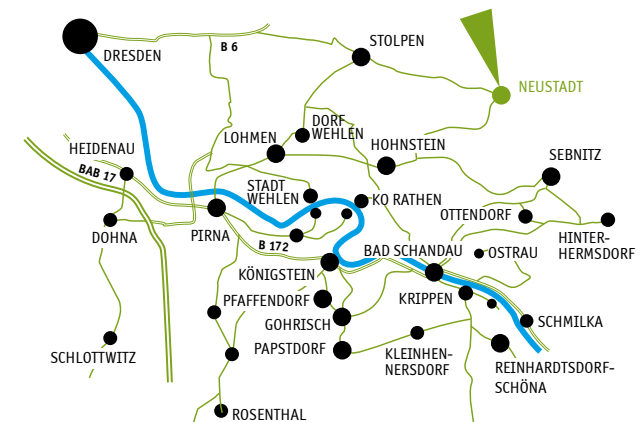 STOLPEN
B 6
DRESDEN
NEUSTADT
DORF
WEHLEN
LOHMEN
HOHNSTEIN
HEIDENAU
SEBNITZ
BAB 17
STADT
WEHLEN
KO RATHEN
OTTENDORF
HINTER-
HERMSDORF
DOHNA
PIRNA
B 172
BAD SCHANDAU
OSTRAU
KÖNIGSTEIN
PFAFFENDORF
KRIPPEN
GOHRISCH
SCHMILKA
PAPSTDORF
KLEINHEN-
NERSDORF
SCHLOTTWITZ
REINHARDTSDORF-
SCHÖNA
ROSENTHAL